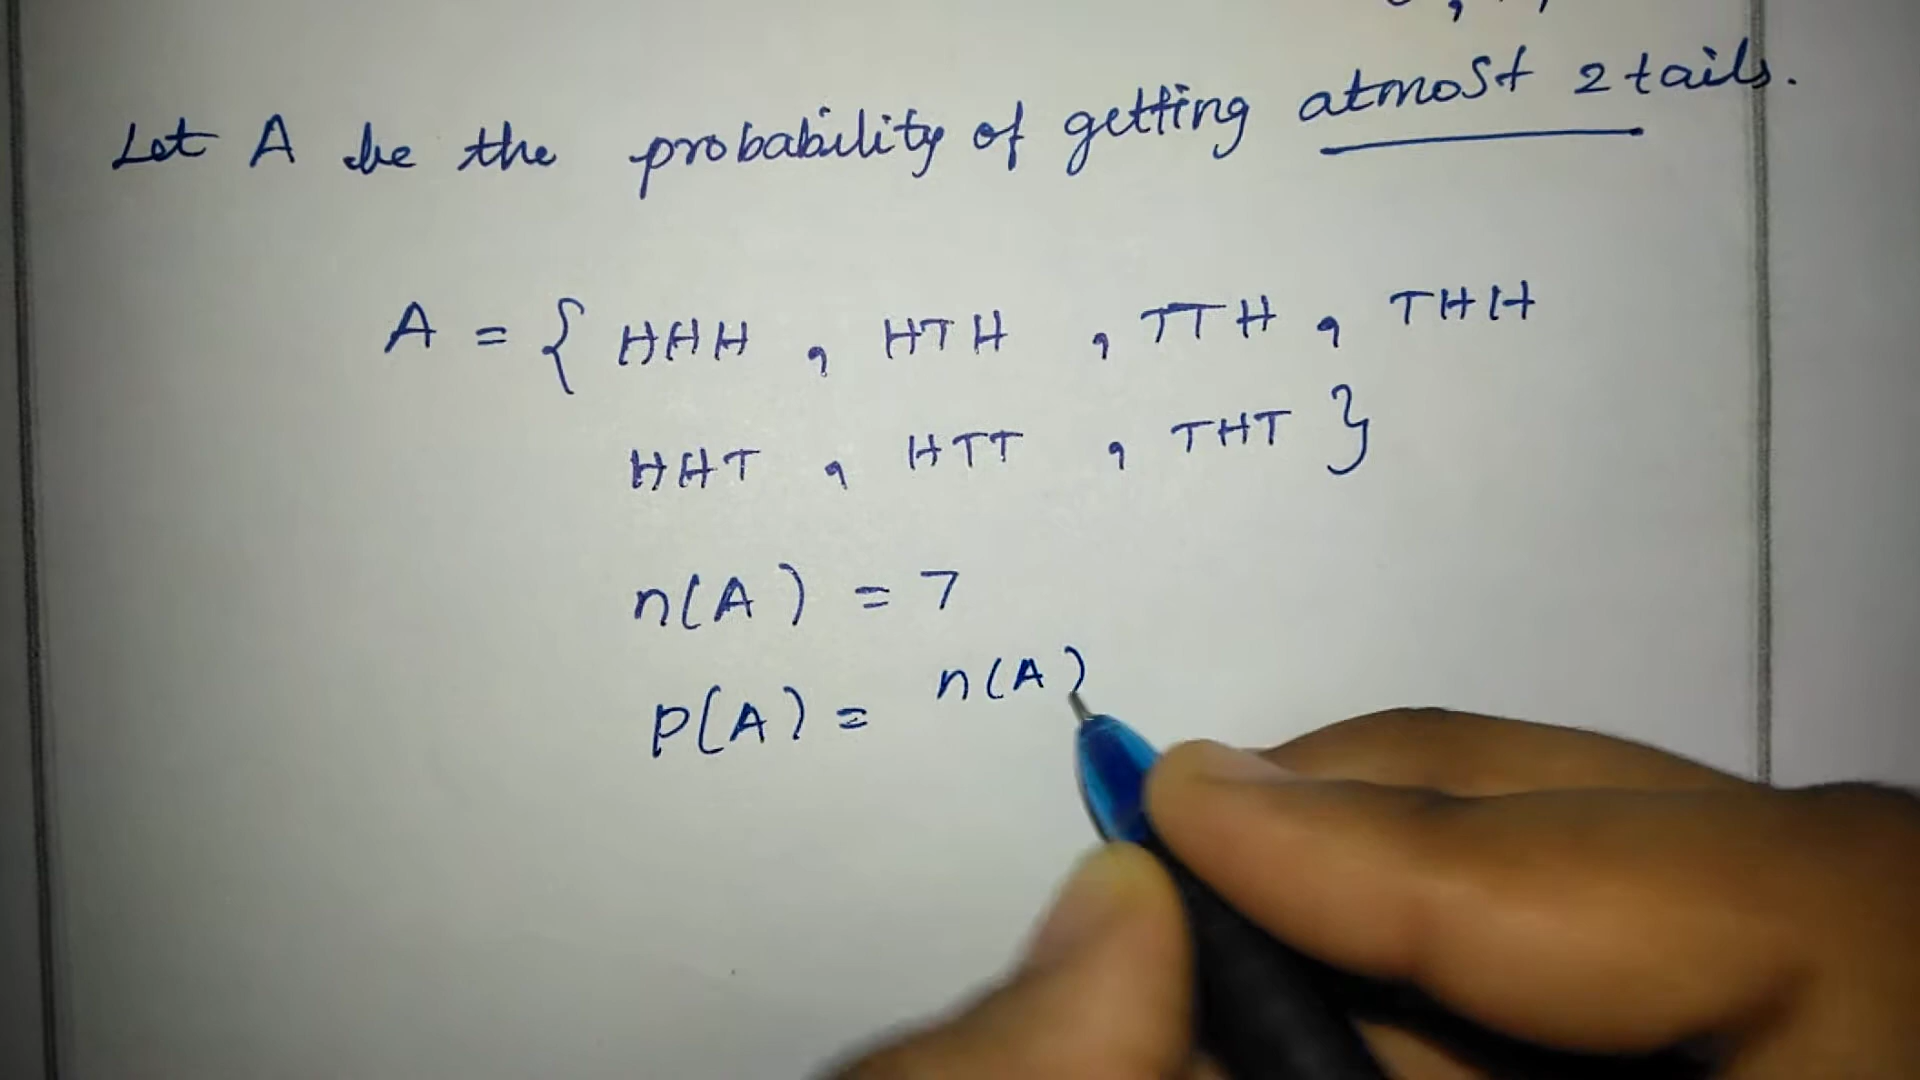 Let A be the probability of getting atmost 2 tails.
A = { HHH , HTH , TTH , THH
HHT , HTT , THT }
n(A) = 7
P(A) = n(A)